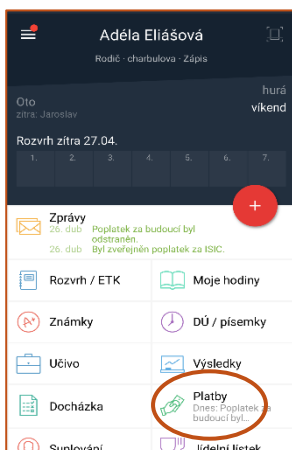 Adéla Eliášová
Rodič · charbulova · Zápis
hurá
Oto
víkend
zítra: Jaroslav
Rozvrh zítra 27.04.
1. 2. 3. 4. 5. 6. 7.
+
Zprávy
26. dub Poplatek za budoucí byl
odstraněn.
26. dub Byl zveřejněn poplatek za ISIC.
Rozvrh / ETK
Moje hodiny
Známky
DÚ / písemky
Učivo
Výsledky
Docházka
Platby
Dnes: Poplatek za
budoucí byl...
Suplování
Jídelní lístek